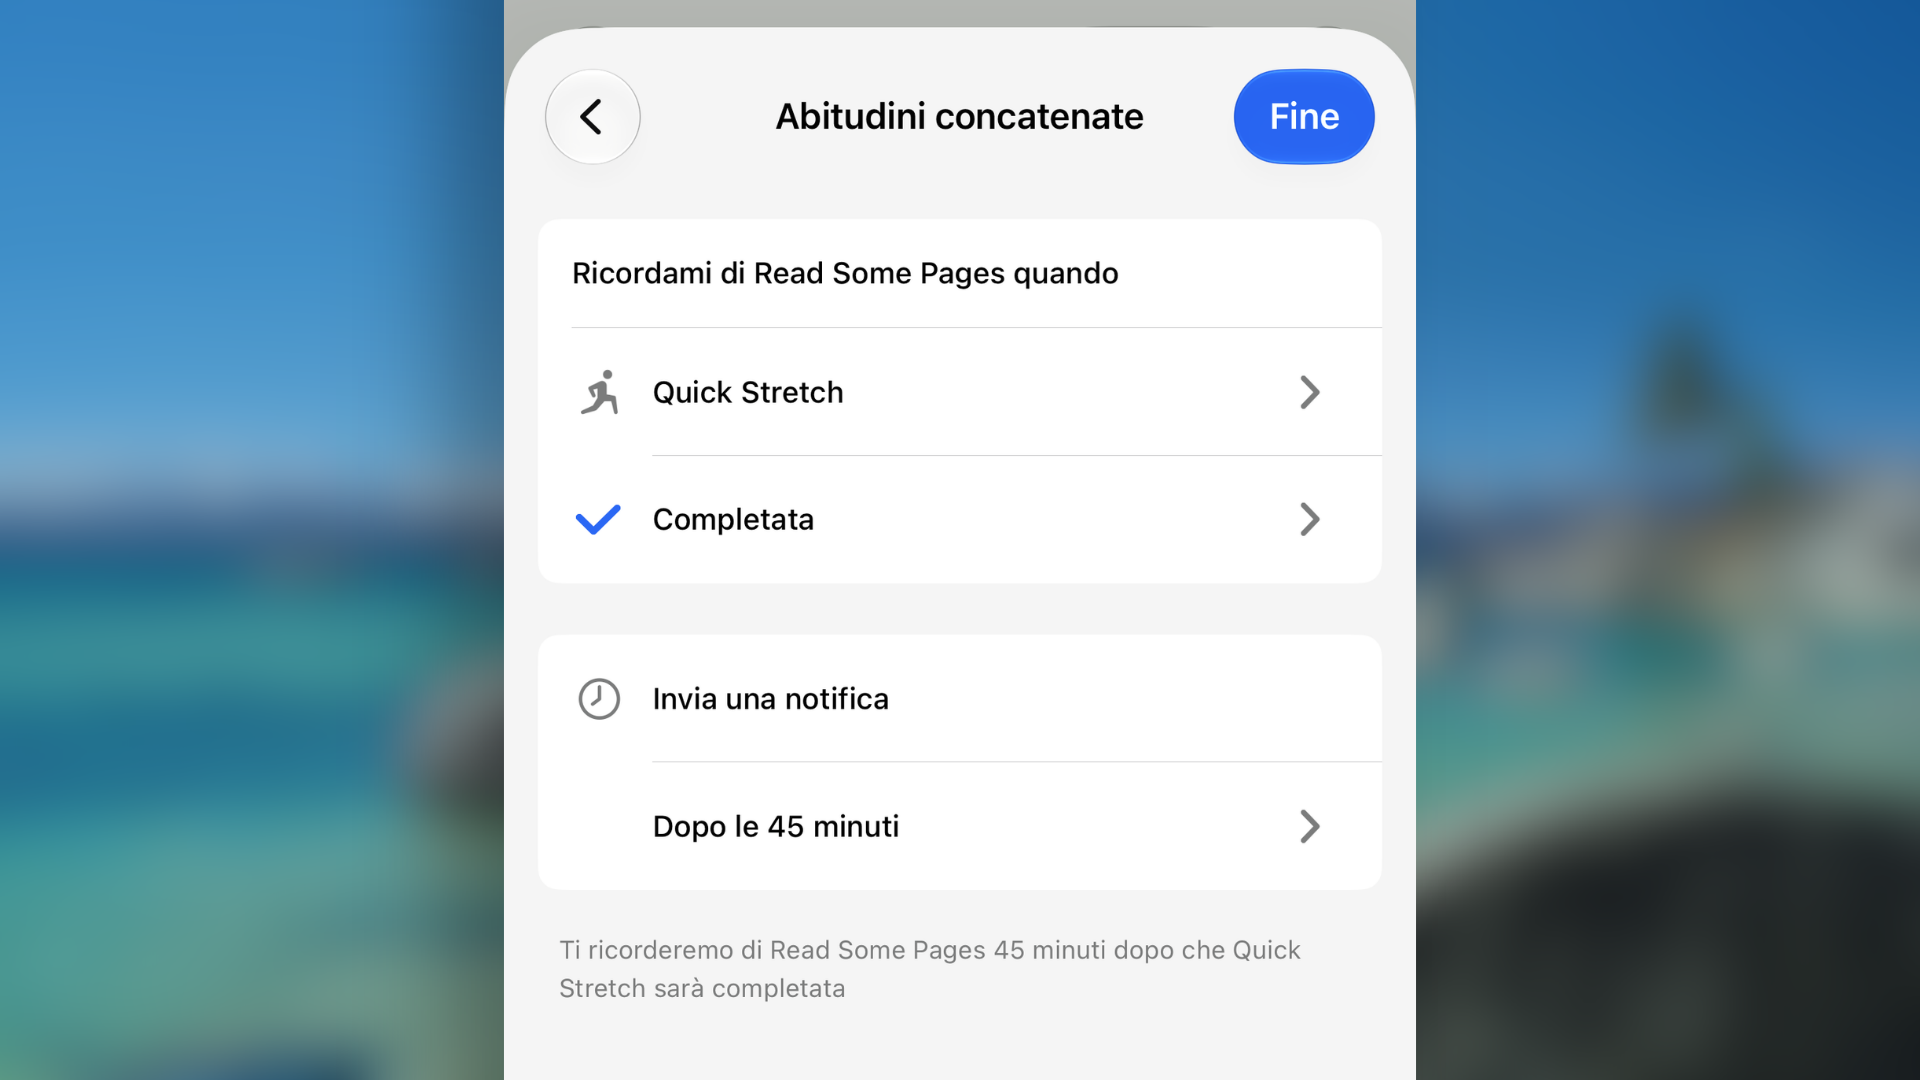 Abitudini concatenate
Fine
Ricordami di Read Some Pages quando
Quick Stretch
Completata
Invia una notifica
Dopo le 45 minuti
Ti ricorderemo di Read Some Pages 45 minuti dopo che Quick
Stretch sarà completata